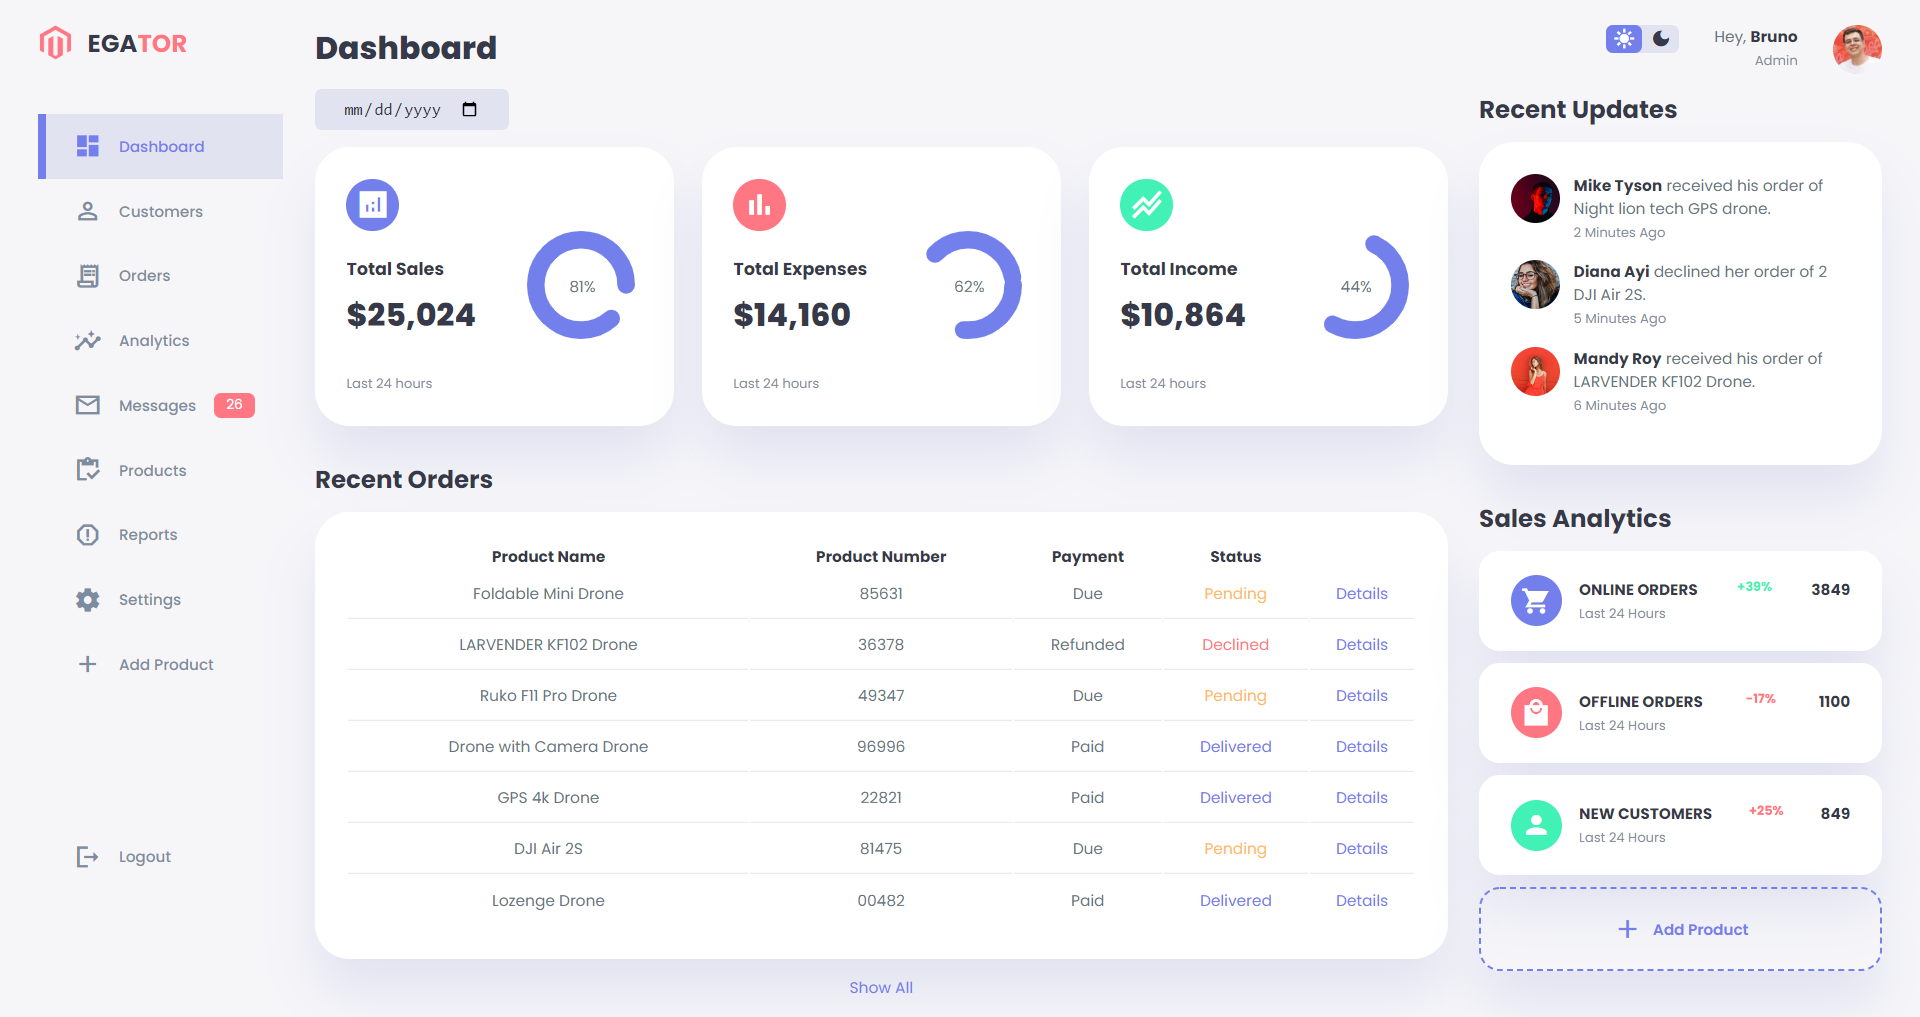 EGATOR
Dashboard
Customers
Orders
Analytics
Messages 26
Products
Reports
Settings
Add Product
Logout
Dashboard
mm/dd/yyyy
Total Sales
$25,024
81%
Last 24 hours
Total Expenses
$14,160
62%
Last 24 hours
Total Income
$10,864
44%
Last 24 hours
Recent Orders
Product Name Product Number Payment Status
Foldable Mini Drone 85631 Due Pending Details
LARVENDER KF102 Drone 36378 Refunded Declined Details
Ruko F11 Pro Drone 49347 Due Pending Details
Drone with Camera Drone 96996 Paid Delivered Details
GPS 4k Drone 22821 Paid Delivered Details
DJI Air 2S 81475 Due Pending Details
Lozenge Drone 00482 Paid Delivered Details
Show All
Hey, Bruno
Admin
Recent Updates
Mike Tyson received his order of
Night lion tech GPS drone.
2 Minutes Ago
Diana Ayi declined her order of 2
DJI Air 2S.
5 Minutes Ago
Mandy Roy received his order of
LARVENDER KF102 Drone.
6 Minutes Ago
Sales Analytics
ONLINE ORDERS +39% 3849
Last 24 Hours
OFFLINE ORDERS -17% 1100
Last 24 Hours
NEW CUSTOMERS +25% 849
Last 24 Hours
Add Product